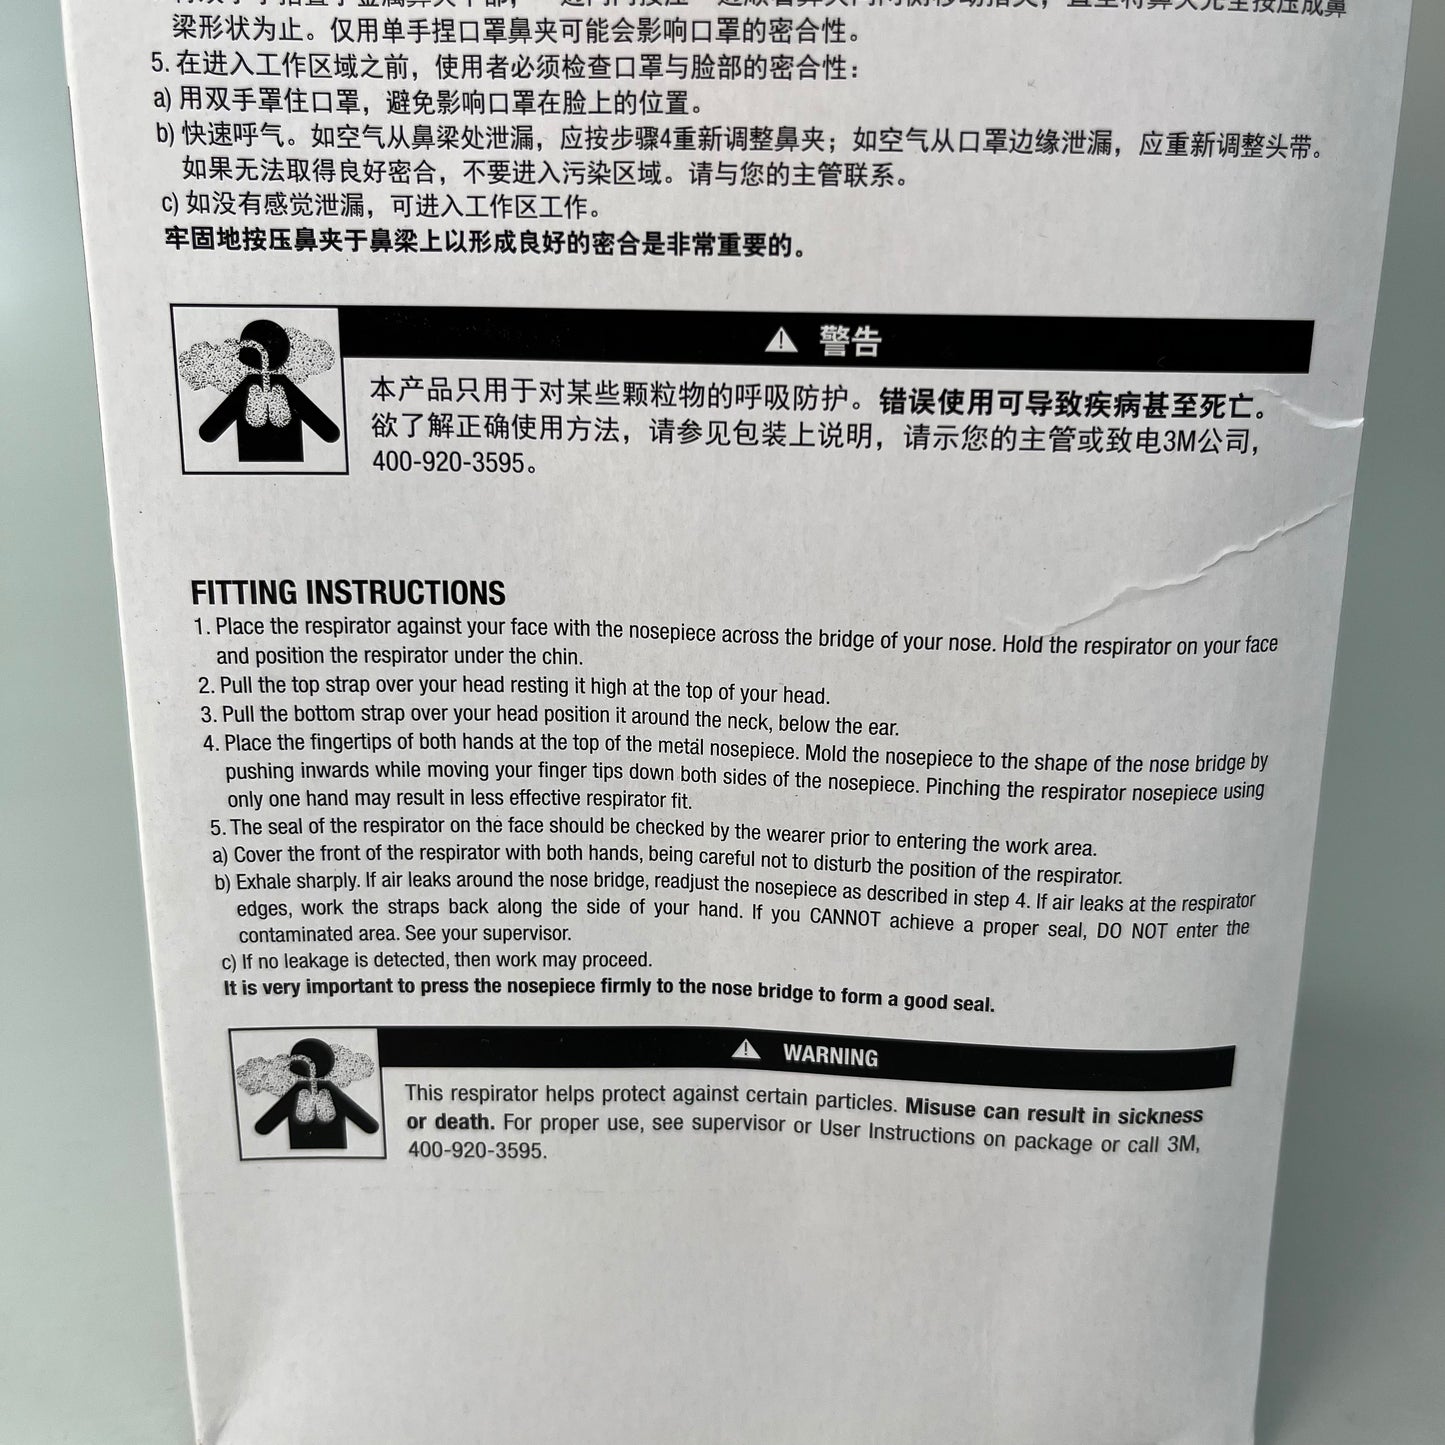 梁形状为止。仅用单手捏口罩鼻夹可能会影响口罩的密合性。
5. 在进入工作区域之前，使用者必须检查口罩与脸部的密合性：
a) 用双手罩住口罩，避免影响口罩在脸上的位置。
b) 快速呼气。如空气从鼻梁处泄漏，应按步骤4重新调整鼻夹；如空气从口罩边缘泄漏，应重新调整头带。
如果无法取得良好密合，不要进入污染区域。请与您的主管联系。
c) 如没有感觉泄漏，可进入工作区工作。
牢固地按压鼻夹于鼻梁上以形成良好的密合是非常重要的。
警告
本产品只用于对某些颗粒物的呼吸防护。错误使用可导致疾病甚至死亡。
欲了解正确使用方法，请参见包装上说明，请示您的主管或致电3M公司，
400-920-3595。
FITTING INSTRUCTIONS
1. Place the respirator against your face with the nosepiece across the bridge of your nose. Hold the respirator on your face
and position the respirator under the chin.
2. Pull the top strap over your head resting it high at the top of your head.
3. Pull the bottom strap over your head position it around the neck, below the ear.
4. Place the fingertips of both hands at the top of the metal nosepiece. Mold the nosepiece to the shape of the nose bridge by
pushing inwards while moving your finger tips down both sides of the nosepiece. Pinching the respirator nosepiece using
only one hand may result in less effective respirator fit.
5. The seal of the respirator on the face should be checked by the wearer prior to entering the work area.
a) Cover the front of the respirator with both hands, being careful not to disturb the position of the respirator.
b) Exhale sharply. If air leaks around the nose bridge, readjust the nosepiece as described in step 4. If air leaks at the respirator
edges, work the straps back along the side of your hand. If you CANNOT achieve a proper seal, DO NOT enter the
contaminated area. See your supervisor.
c) If no leakage is detected, then work may proceed.
It is very important to press the nosepiece firmly to the nose bridge to form a good seal.
WARNING
This respirator helps protect against certain particles. Misuse can result in sickness
or death. For proper use, see supervisor or User Instructions on package or call 3M,
400-920-3595.